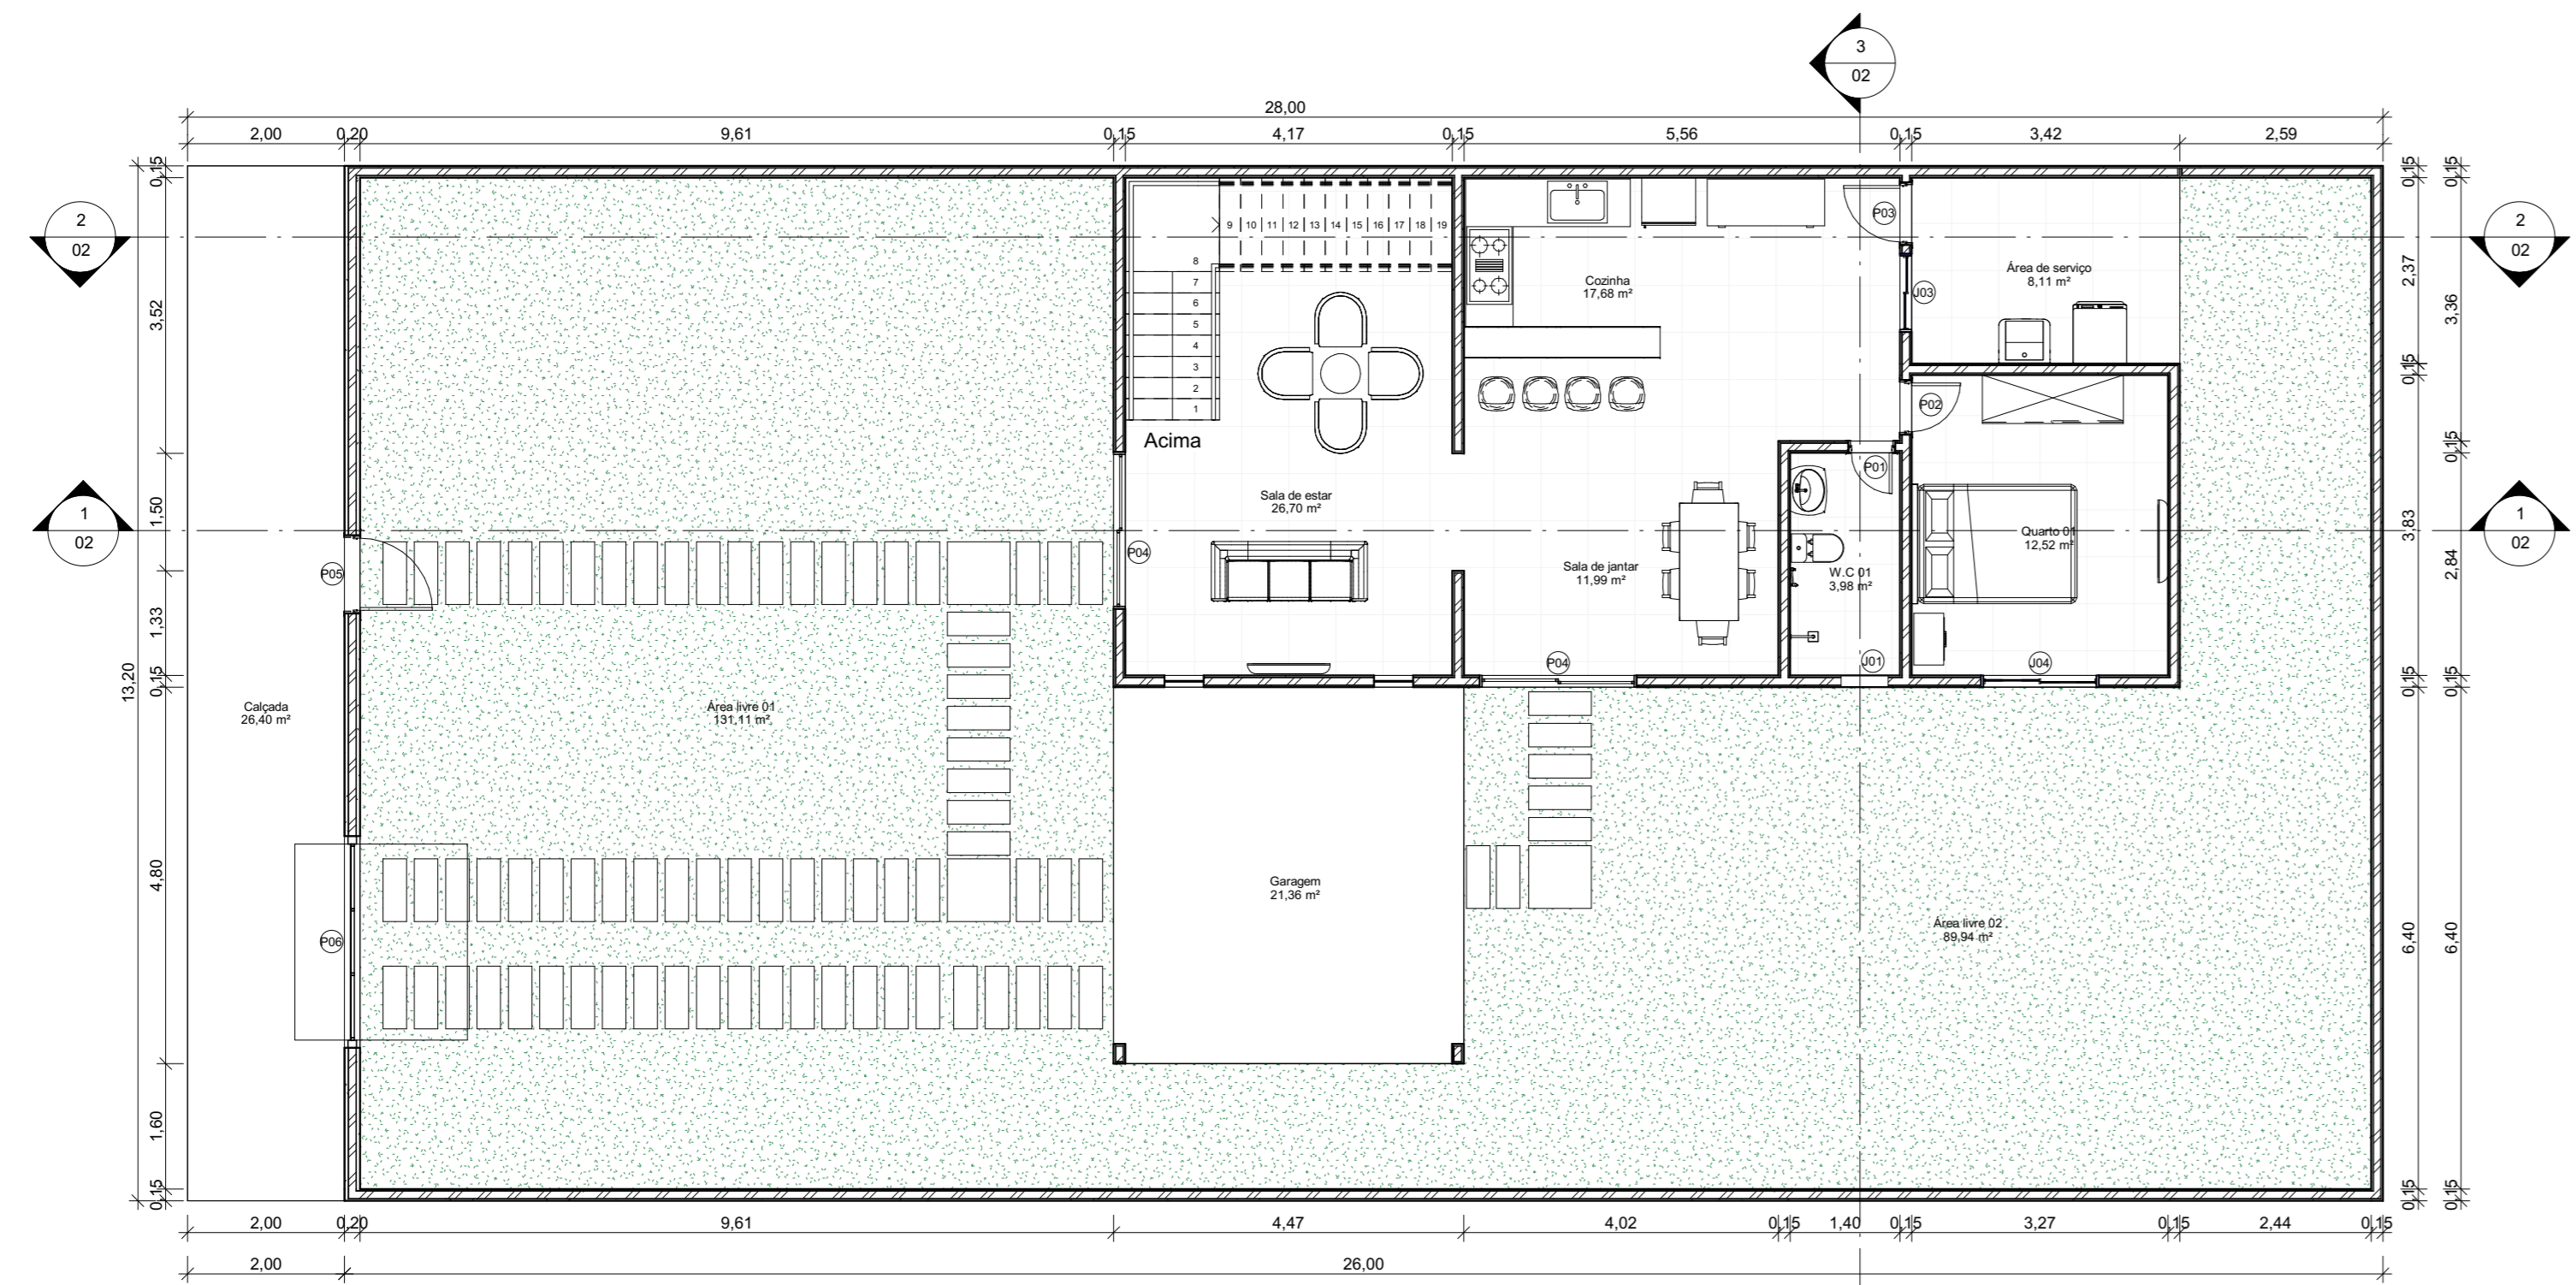 3
02
28,00
2,00
0,20
9,61
0,15
4,17
0,15
5,56
0,15
3,42
2,59
0,15
3,52
1,50
1,33
0,15
4,80
1,60
0,15
13,20
2
02
1
02
2
02
1
02
0,15
2,37
0,15
3,83
0,15
6,40
0,15
0,15
3,36
0,15
2,84
0,15
6,40
0,15
9
10
11
12
13
14
15
16
17
18
19
8
7
6
5
4
3
2
1
Acima
Cozinha
17,68 m²
P03
J03
Área de serviço
8,11 m²
P02
P01
Sala de estar
26,70 m²
P04
Sala de jantar
11,99 m²
W.C 01
3,98 m²
Quarto 01
12,52 m²
P05
P04
J01
J04
Calçada
26,40 m²
Área livre 01
131,11 m²
Garagem
21,36 m²
Área livre 02
89,94 m²
P06
2,00
0,20
9,61
4,47
4,02
0,15
1,40
0,15
3,27
0,15
2,44
0,15
2,00
26,00